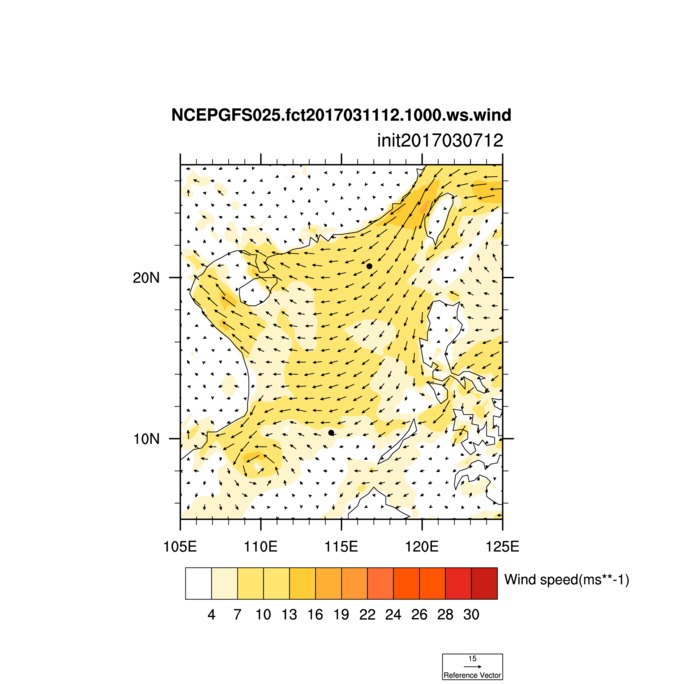 NCEPGFS025.fct2017031112.1000.ws.wind
init2017030712
20N
10N
105E 110E 115E 120E 125E
Wind speed(ms**-1)
4 7 10 13 16 19 22 24 26 28 30
15
Reference Vector